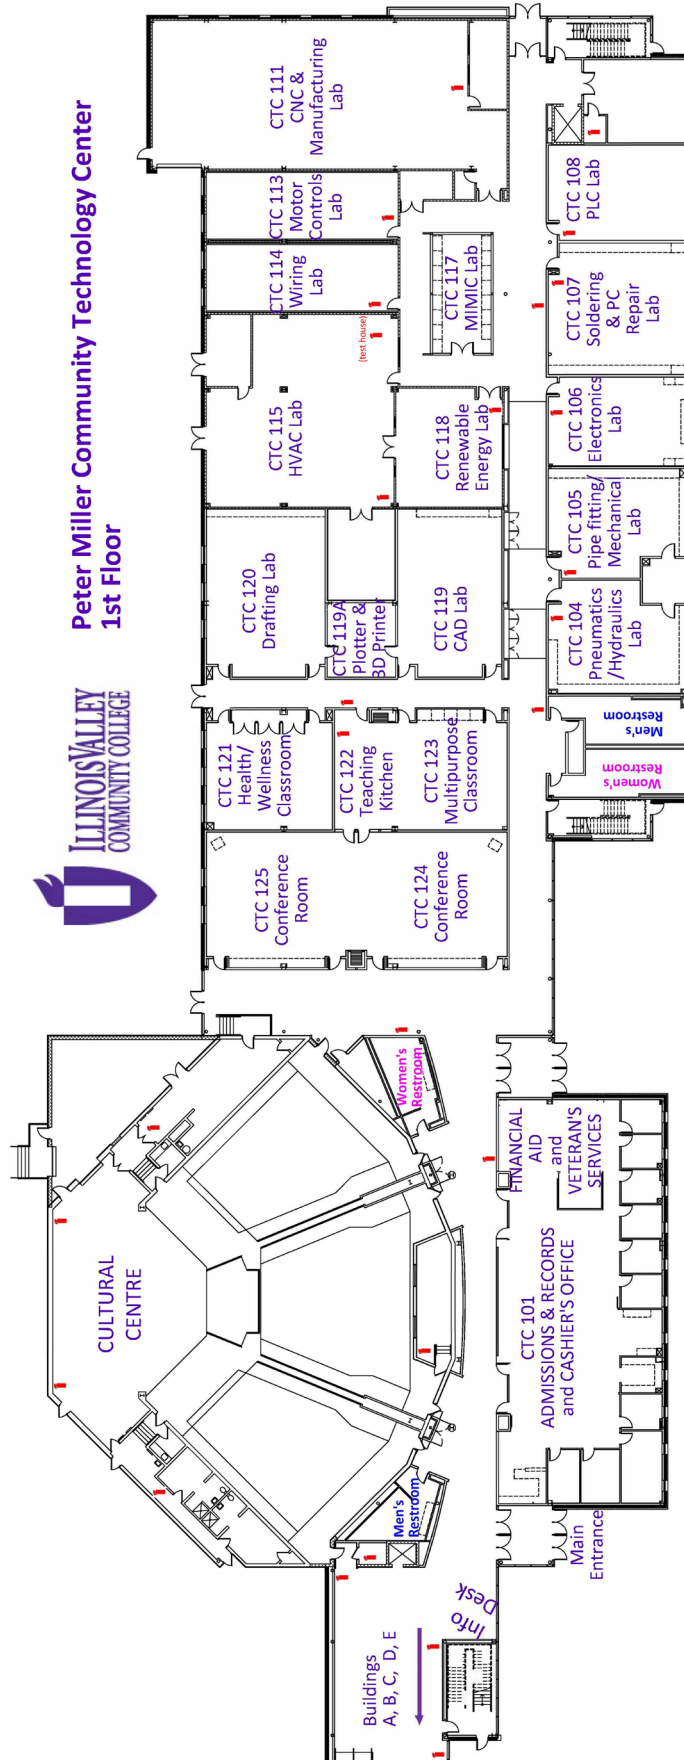 Peter Miller Community Technology Center
1st Floor
ILLINOIS VALLEY
COMMUNITY COLLEGE
CTC 111
CNC &
Manufacturing
Lab
CTC 113
Motor
Controls
Lab
CTC 114
Wiring
Lab
(test house)
CTC 115
HVAC Lab
CTC 117
MIMIC Lab
CTC 118
Renewable
Energy Lab
CTC 108
PLC Lab
CTC 107
Soldering
& PC
Repair
Lab
CTC 106
Electronics
Lab
CTC 105
Pipe fitting/
Mechanical
Lab
CTC 104
Pneumatics
/Hydraulics
Lab
CTC 120
Drafting Lab
CTC 119A
Plotter &
3D Printer
CTC 119
CAD Lab
CTC 121
Health/
Wellness
Classroom
CTC 122
Teaching
Kitchen
CTC 123
Multipurpose
Classroom
Men's
Restroom
Women's
Restroom
CTC 125
Conference
Room
CTC 124
Conference
Room
CULTURAL
CENTRE
Women's
Restroom
Men's
Restroom
FINANCIAL
AID
and
VETERAN'S
SERVICES
CTC 101
ADMISSIONS & RECORDS
and CASHIER'S OFFICE
Main
Entrance
Info
Desk
Buildings
A, B, C, D, E